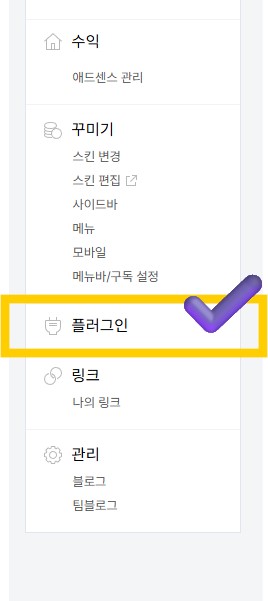 수익
애드센스 관리
꾸미기
스킨 변경
스킨 편집
사이드바
메뉴
모바일
메뉴바/구독 설정
플러그인
링크
나의 링크
관리
블로그
팀블로그